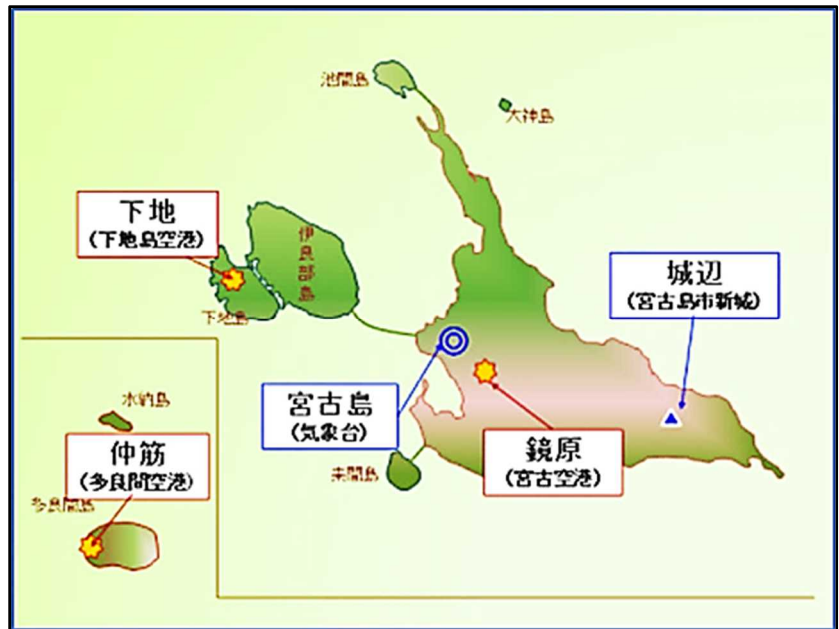 池間島
大神島
下地
(下地島空港)
伊良部島
城辺
(宮古島市新城)
下地島
宮古島
(気象台)
鏡原
(宮古空港)
水納島
仲筋
(多良間空港)
来間島
多良間島